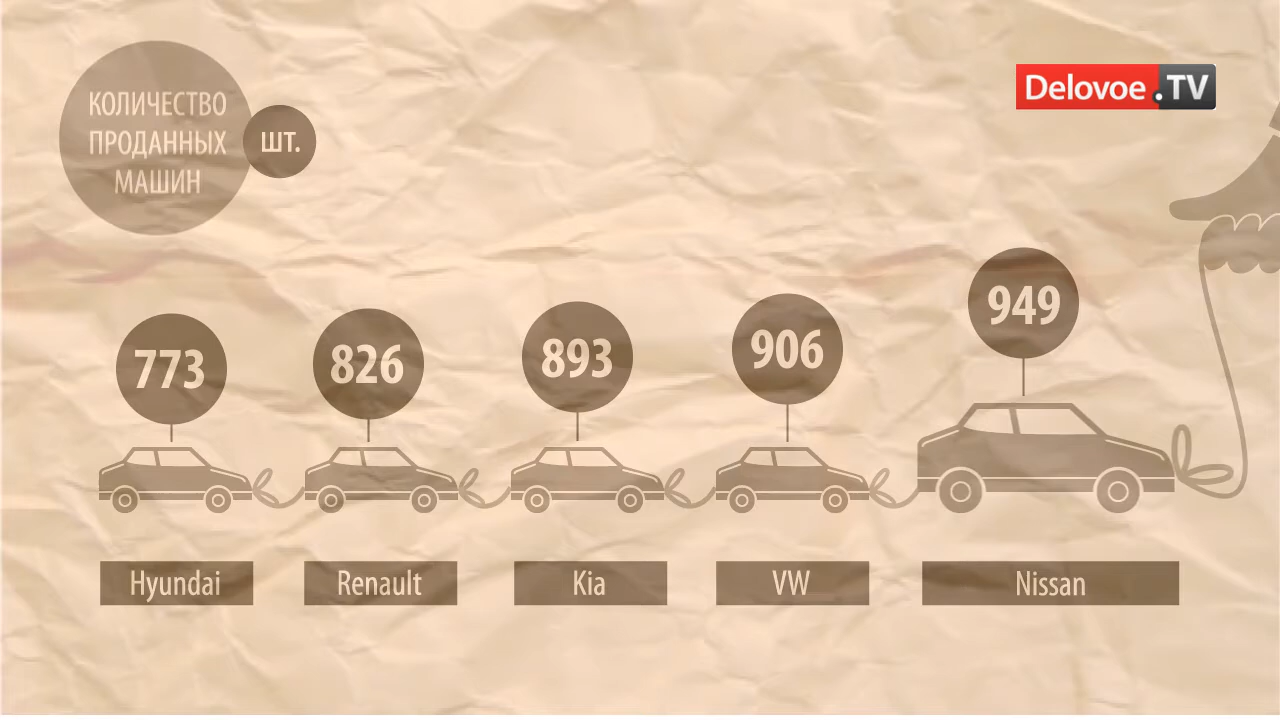 КОЛИЧЕСТВО
ПРОДАННЫХ
МАШИН
шт.
Delovoe.TV
773
826
893
906
949
Hyundai
Renault
Kia
VW
Nissan